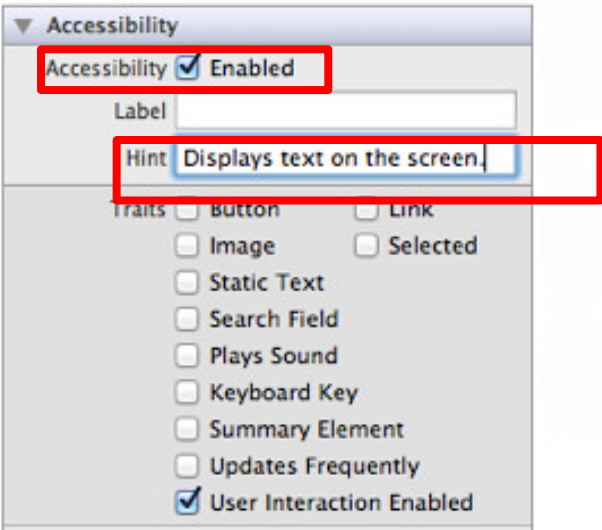 Accessibility
Accessibility Enabled
Label
Hint Displays text on the screen.
Traits Button Link
Image Selected
Static Text
Search Field
Plays Sound
Keyboard Key
Summary Element
Updates Frequently
User Interaction Enabled